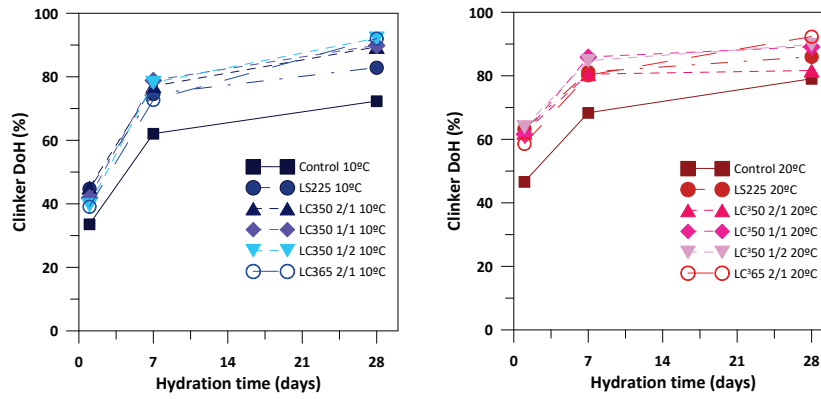 100
80
60
40
20
0
Clinker DoH (%)
0 7 14 21 28
Hydration time (days)
Control 10ºC
LS225 10ºC
LC350 2/1 10ºC
LC350 1/1 10ºC
LC350 1/2 10ºC
LC365 2/1 10ºC
100
80
60
40
20
0
Clinker DoH (%)
0 7 14 21 28
Hydration time (days)
Control 20ºC
LS225 20ºC
LC³50 2/1 20ºC
LC³50 1/1 20ºC
LC³50 1/2 20ºC
LC³65 2/1 20ºC